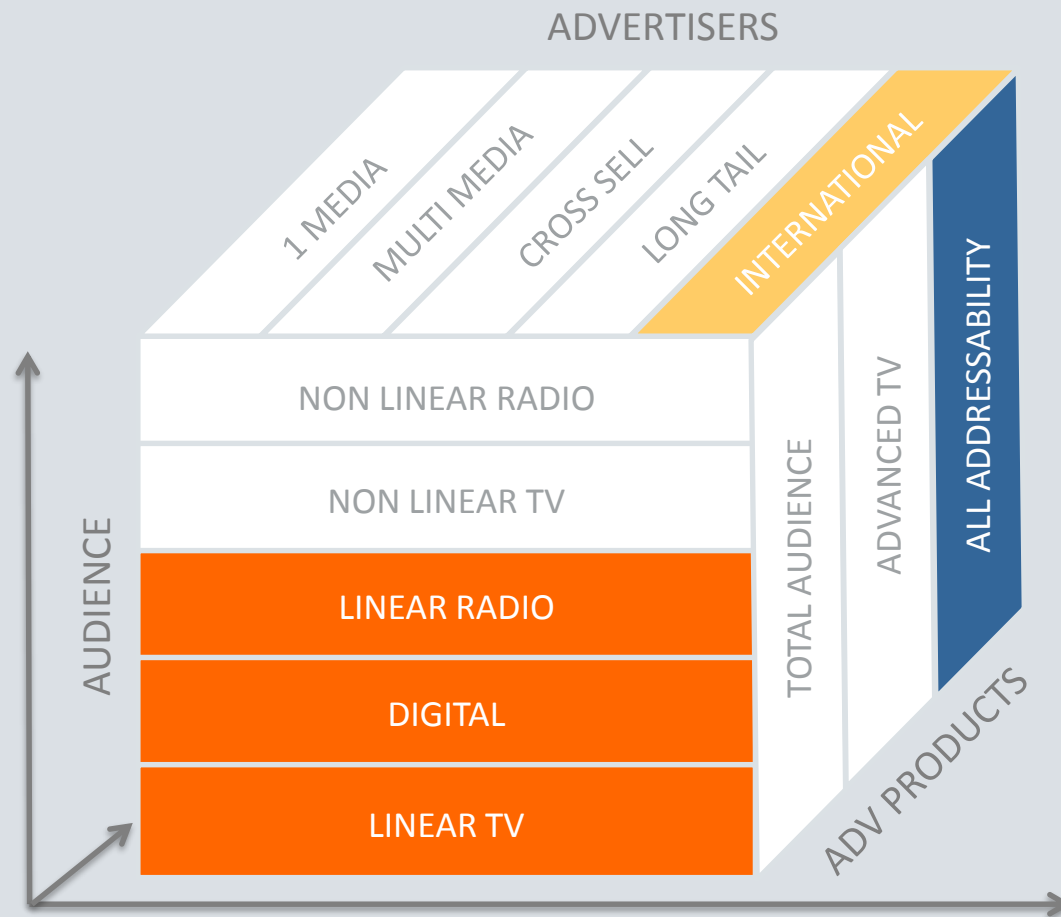 ADVERTISERS
1 MEDIA
MULTI MEDIA
CROSS SELL
LONG TAIL
INTERNATIONAL
AUDIENCE
NON LINEAR RADIO
NON LINEAR TV
LINEAR RADIO
DIGITAL
LINEAR TV
TOTAL AUDIENCE
ADVANCED TV
ALL ADDRESSABILITY
ADV PRODUCTS